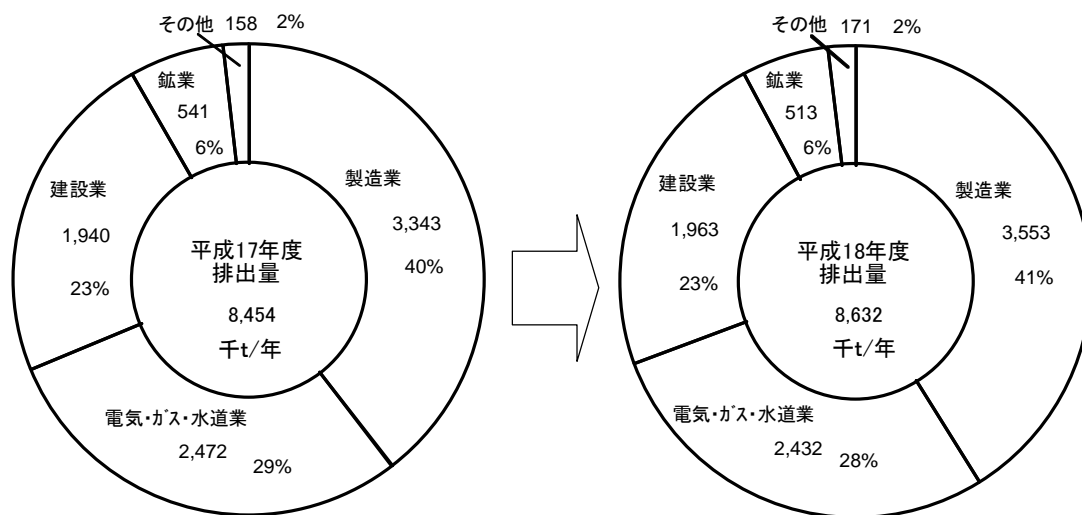 その他 158 2%
鉱業
541
6%
建設業
1,940
23%
製造業
3,343
40%
平成17年度
排出量
8,454
千t/年
電気・ガス・水道業
2,472
29%
その他 171 2%
鉱業
513
6%
建設業
1,963
23%
製造業
3,553
41%
平成18年度
排出量
8,632
千t/年
電気・ガス・水道業
2,432
28%